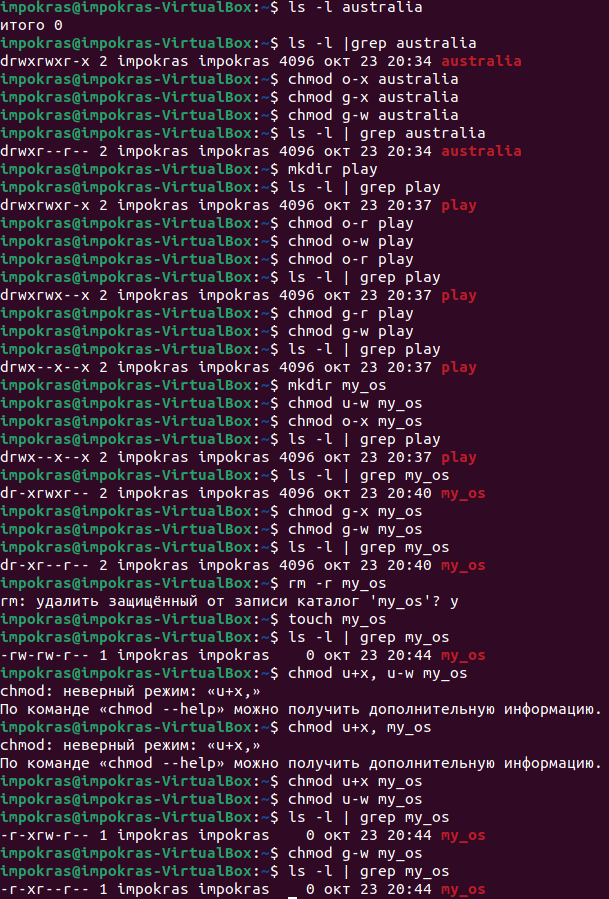 impokras@impokras-VirtualBox:~$ ls -l australia
итого 0
impokras@impokras-VirtualBox:~$ ls -l |grep australia
drwxrwxr-x 2 impokras impokras 4096 окт 23 20:34 australia
impokras@impokras-VirtualBox:~$ chmod o-x australia
impokras@impokras-VirtualBox:~$ chmod g-x australia
impokras@impokras-VirtualBox:~$ chmod g-w australia
impokras@impokras-VirtualBox:~$ ls -l | grep australia
drwxr--r-- 2 impokras impokras 4096 окт 23 20:34 australia
impokras@impokras-VirtualBox:~$ mkdir play
impokras@impokras-VirtualBox:~$ ls -l | grep play
drwxrwxr-x 2 impokras impokras 4096 окт 23 20:37 play
impokras@impokras-VirtualBox:~$ chmod o-r play
impokras@impokras-VirtualBox:~$ chmod o-w play
impokras@impokras-VirtualBox:~$ chmod o-r play
impokras@impokras-VirtualBox:~$ ls -l | grep play
drwxrwx--x 2 impokras impokras 4096 окт 23 20:37 play
impokras@impokras-VirtualBox:~$ chmod g-r play
impokras@impokras-VirtualBox:~$ chmod g-w play
impokras@impokras-VirtualBox:~$ ls -l | grep play
drwx--x--x 2 impokras impokras 4096 окт 23 20:37 play
impokras@impokras-VirtualBox:~$ mkdir my_os
impokras@impokras-VirtualBox:~$ chmod u-w my_os
impokras@impokras-VirtualBox:~$ chmod o-x my_os
impokras@impokras-VirtualBox:~$ ls -l | grep play
drwx--x--x 2 impokras impokras 4096 окт 23 20:37 play
impokras@impokras-VirtualBox:~$ ls -l | grep my_os
dr-xrwxr-- 2 impokras impokras 4096 окт 23 20:40 my_os
impokras@impokras-VirtualBox:~$ chmod g-x my_os
impokras@impokras-VirtualBox:~$ chmod g-w my_os
impokras@impokras-VirtualBox:~$ ls -l | grep my_os
dr-xr--r-- 2 impokras impokras 4096 окт 23 20:40 my_os
impokras@impokras-VirtualBox:~$ rm -r my_os
rm: удалить защищённый от записи каталог 'my_os'? y
impokras@impokras-VirtualBox:~$ touch my_os
impokras@impokras-VirtualBox:~$ ls -l | grep my_os
-rw-rw-r-- 1 impokras impokras    0 окт 23 20:44 my_os
impokras@impokras-VirtualBox:~$ chmod u+x, u-w my_os
chmod: неверный режим: «u+x,»
По команде «chmod --help» можно получить дополнительную информацию.
impokras@impokras-VirtualBox:~$ chmod u+x, my_os
chmod: неверный режим: «u+x,»
По команде «chmod --help» можно получить дополнительную информацию.
impokras@impokras-VirtualBox:~$ chmod u+x my_os
impokras@impokras-VirtualBox:~$ chmod u-w my_os
impokras@impokras-VirtualBox:~$ ls -l | grep my_os
-r-xrw-r-- 1 impokras impokras    0 окт 23 20:44 my_os
impokras@impokras-VirtualBox:~$ chmod g-w my_os
impokras@impokras-VirtualBox:~$ ls -l | grep my_os
-r-xr--r-- 1 impokras impokras    0 окт 23 20:44 my_os